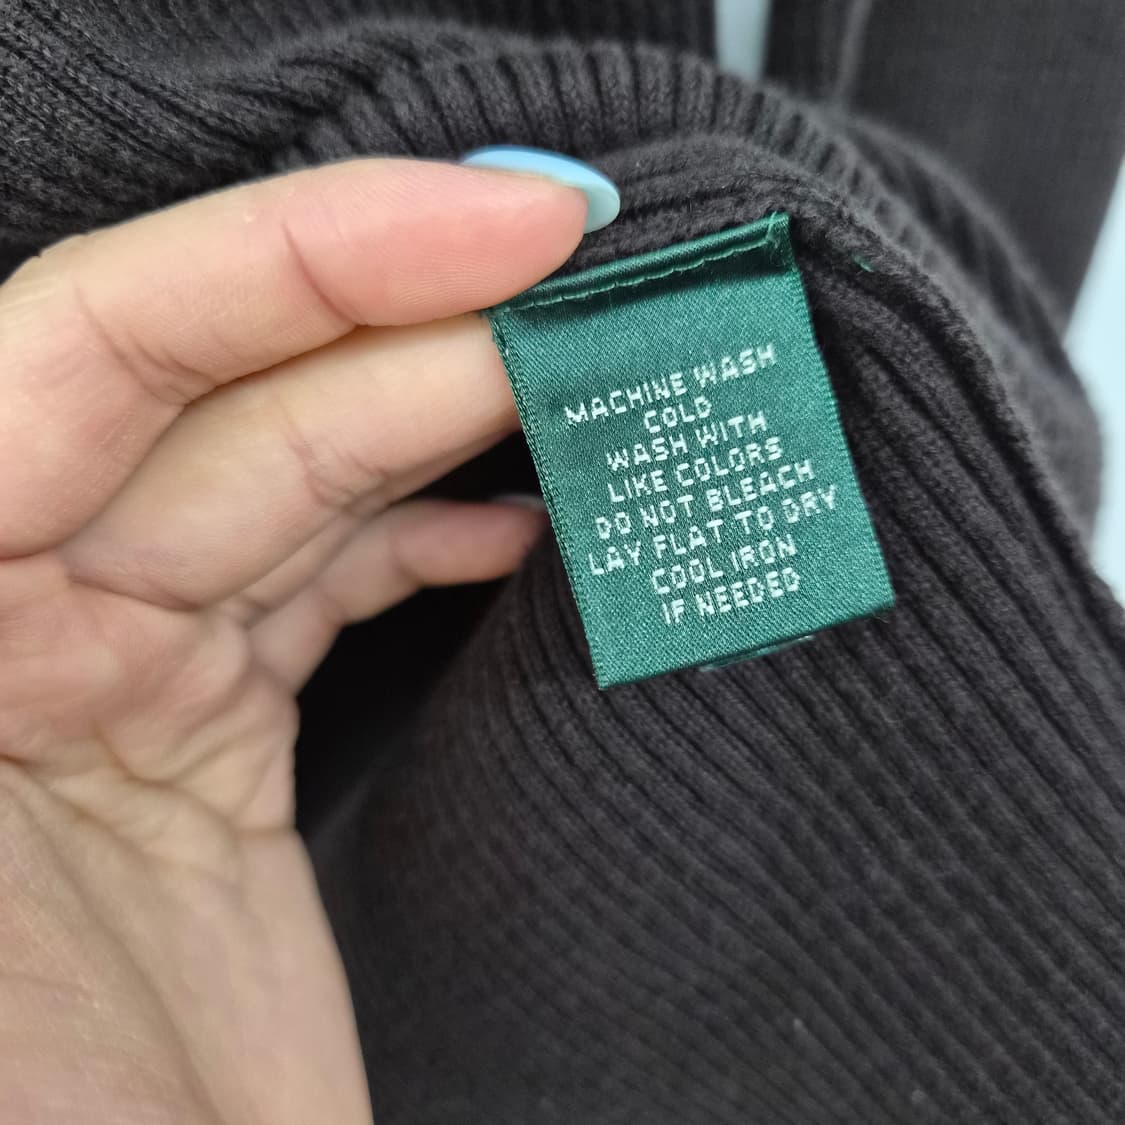 MACHINE WASH
COLD
WASH WITH
LIKE COLORS
DO NOT BLEACH
LAY FLAT TO DRY
COOL IRON
IF NEEDED